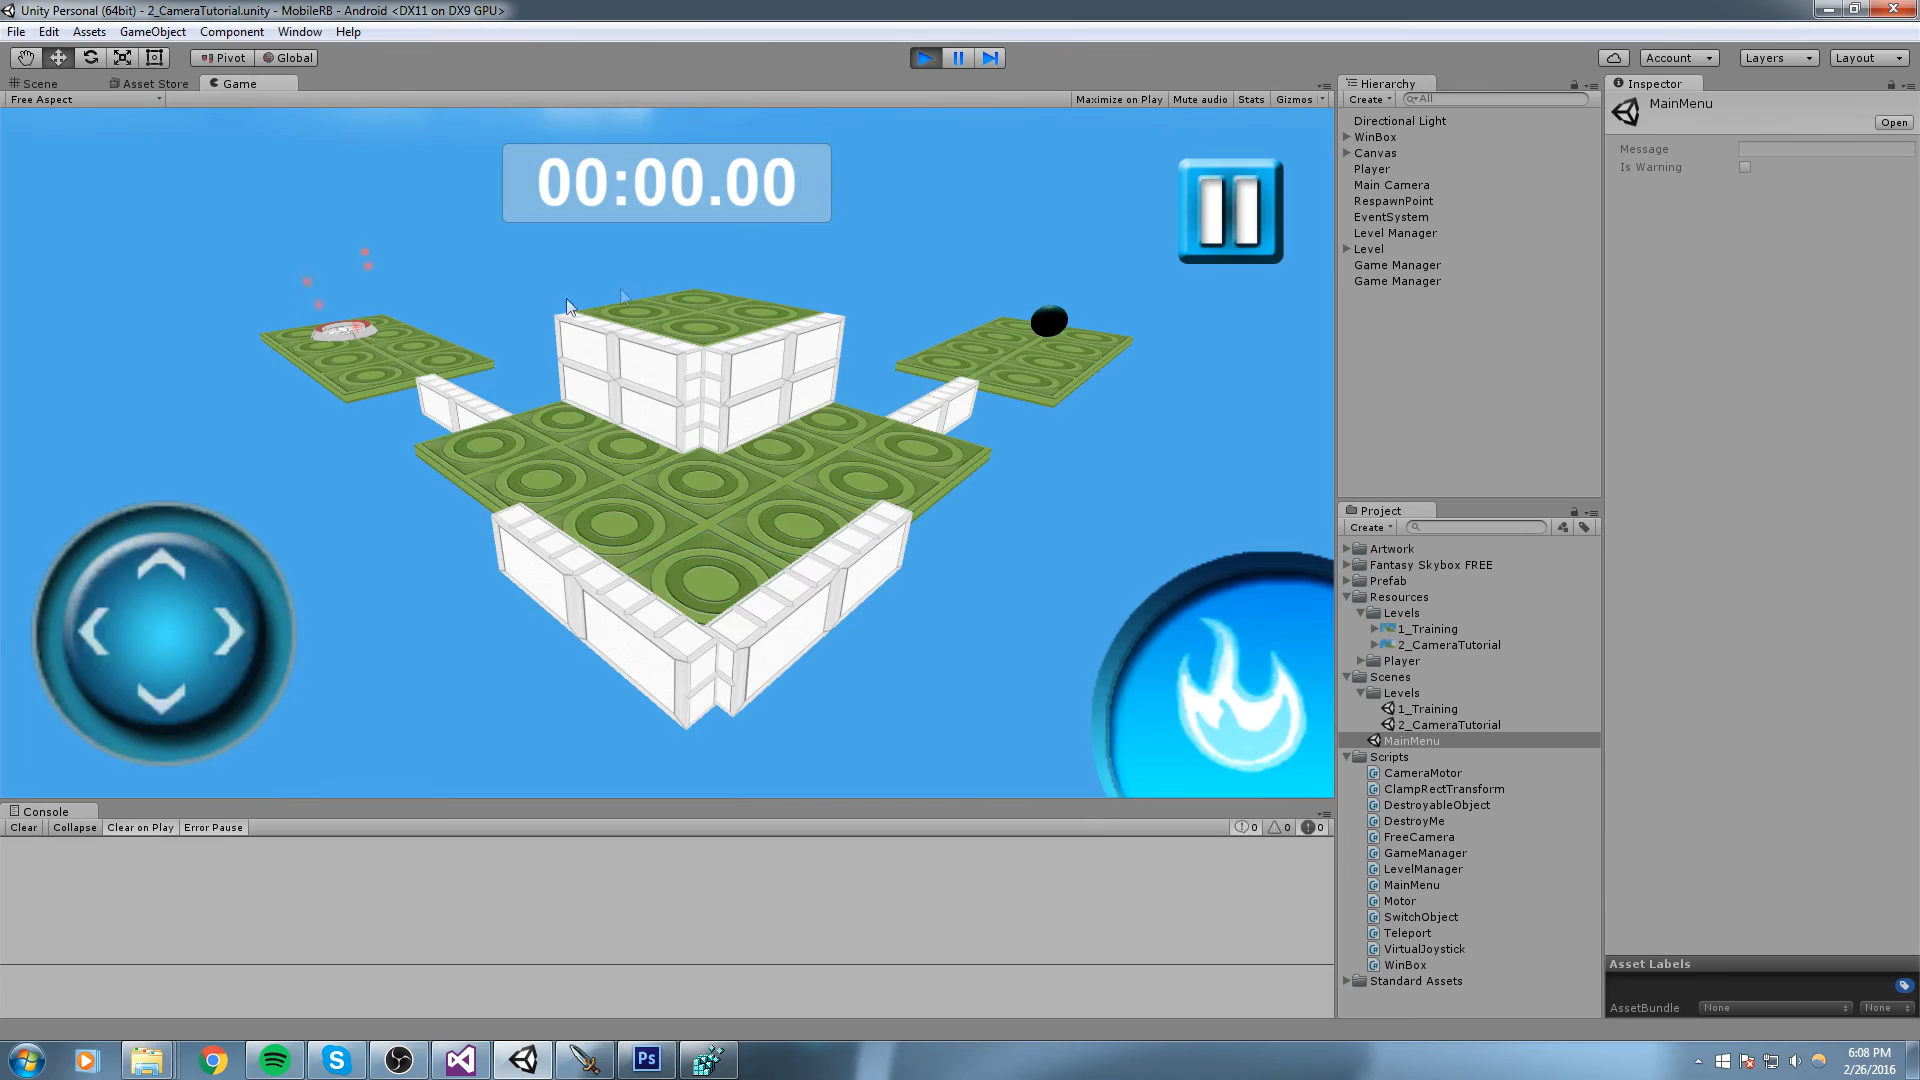 Unity Personal (64bit) - 2_CameraTutorial.unity - MobileRB - Android <DX11 on DX9 GPU>
File Edit Assets GameObject Component Window Help
Pivot Global
Account Layers Layout
Scene Asset Store Game
Free Aspect
Maximize on Play Mute audio Stats Gizmos
00:00.00
Console
Clear Collapse Clear on Play Error Pause
0 0 0
Hierarchy
Create All
Directional Light
WinBox
Canvas
Player
Main Camera
RespawnPoint
EventSystem
Level Manager
Level
Game Manager
Game Manager
Project
Create
Artwork
Fantasy Skybox FREE
Prefab
Resources
Levels
1_Training
2_CameraTutorial
Player
Scenes
Levels
1_Training
2_CameraTutorial
MainMenu
Scripts
CameraMotor
ClampRectTransform
DestroyableObject
DestroyMe
FreeCamera
GameManager
LevelManager
MainMenu
Motor
SwitchObject
Teleport
VirtualJoystick
WinBox
Standard Assets
Inspector
MainMenu
Open
Message
Is Warning
Asset Labels
AssetBundle None None
Ps
6:08 PM
2/26/2016